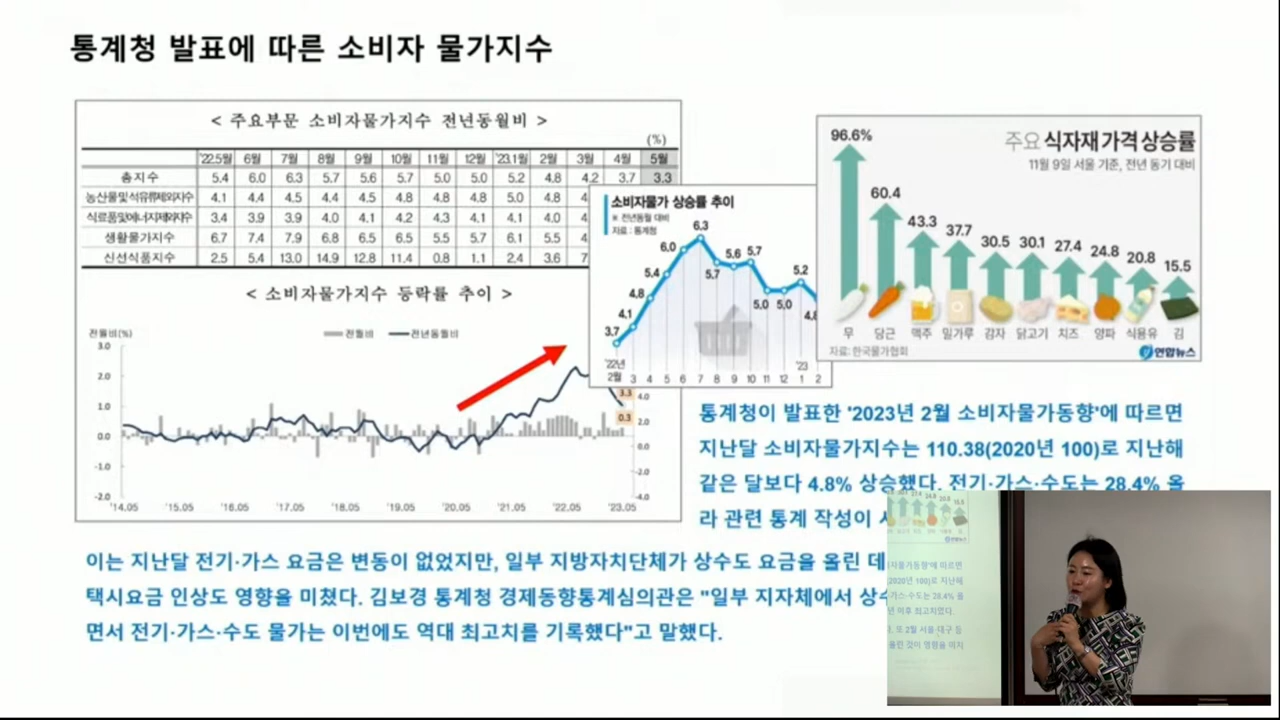 통계청 발표에 따른 소비자 물가지수
< 주요부문 소비자물가지수 전년동월비 >
(%)
'22.5월 6월 7월 8월 9월 10월 11월 12월 '23.1월 2월 3월 4월 5월
총지수 5.4 6.0 6.3 5.7 5.6 5.7 5.0 5.0 5.2 4.8 4.2 3.7 3.3
농산물및석유류제외지수 4.1 4.4 4.5 4.4 4.5 4.8 4.8 4.8 5.0 4.8 4
식료품및에너지제외지수 3.4 3.9 3.9 4.0 4.1 4.2 4.3 4.1 4.1 4.0 4
생활물가지수 6.7 7.4 7.9 6.8 6.5 6.5 5.5 5.7 6.1 5.5 4
신선식품지수 2.5 5.4 13.0 14.9 12.8 11.4 0.8 1.1 2.4 3.6 7
< 소비자물가지수 등락률 추이 >
전월비(%)
전월비 전년동월비
3.0
2.0
1.0
0.0
-1.0
-2.0
3.3
0.3
4.0
2.0
0.0
-2.0
-4.0
'14.05 '15.05 '16.05 '17.05 '18.05 '19.05 '20.05 '21.05 '22.05 '23.05
소비자물가 상승률 추이
※ 전년동월 대비
자료 : 통계청
3.7 4.1 4.8 5.4 6.0 6.3 5.7 5.6 5.7 5.0 5.0 5.2 4.8
'22년 '23
2월 3 4 5 6 7 8 9 10 11 12 1 2
주요 식자재 가격 상승률
11월 9일 서울 기준, 전년 동기 대비
96.6% 60.4 43.3 37.7 30.5 30.1 27.4 24.8 20.8 15.5
무 당근 맥주 밀가루 감자 닭고기 치즈 양파 식용유 김
자료: 한국물가협회
연합뉴스
통계청이 발표한 '2023년 2월 소비자물가동향'에 따르면
지난달 소비자물가지수는 110.38(2020년 100)로 지난해
같은 달보다 4.8% 상승했다. 전기·가스·수도는 28.4% 올
라 관련 통계 작성이
이는 지난달 전기·가스 요금은 변동이 없었지만, 일부 지방자치단체가 상수도 요금을 올린 데
택시요금 인상도 영향을 미쳤다. 김보경 통계청 경제동향통계심의관은 "일부 지자체에서 상수
면서 전기·가스·수도 물가는 이번에도 역대 최고치를 기록했다"고 말했다.